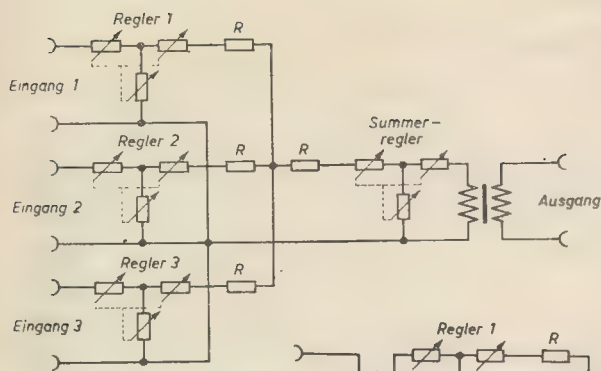 Regler 1
R
Eingang 1
Regler 2
R
R
Summer-
regler
Eingang 2
Ausgang
Regler 3
R
Eingang 3
Regler 1
R